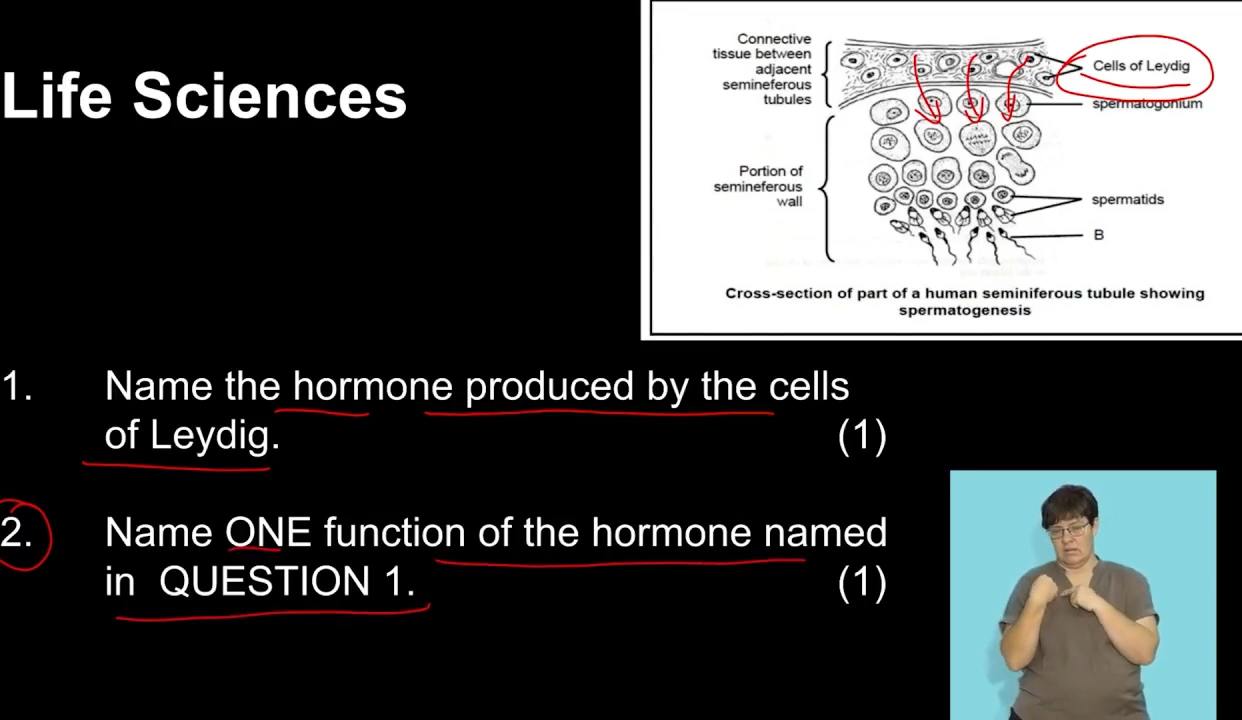 Life Sciences
Connective
tissue between
adjacent
semineferous
tubules
Cells of Leydig
spermatogonium
Portion of
semineferous
wall
spermatids
B
Cross-section of part of a human seminiferous tubule showing
spermatogenesis
1. Name the hormone produced by the cells
of Leydig. (1)
2. Name ONE function of the hormone named
in QUESTION 1. (1)